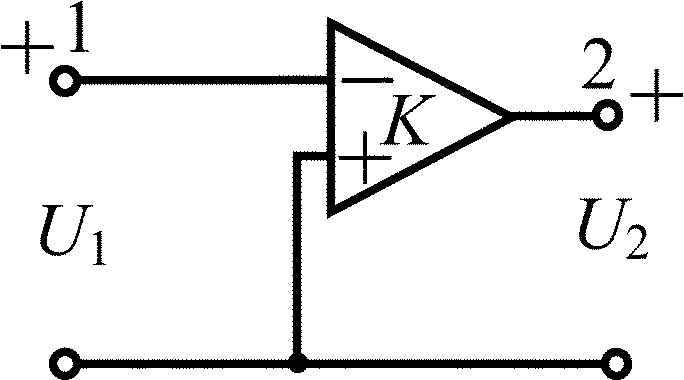 + 1
2 +
− K
+
U₁ U₂